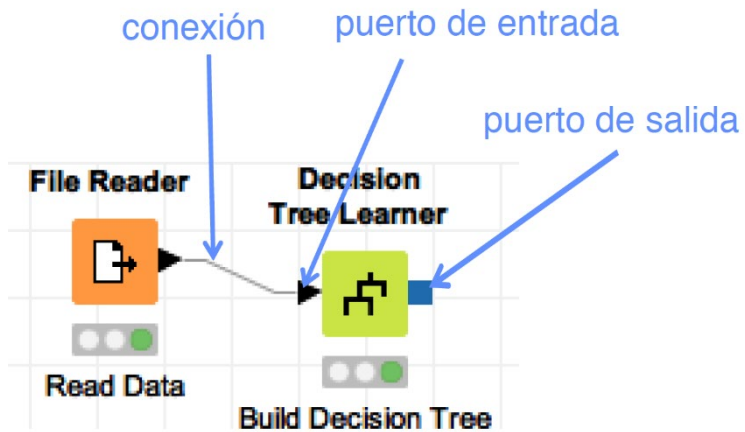 conexión
puerto de entrada
puerto de salida
File Reader
Decision
Tree Learner
Read Data
Build Decision Tree